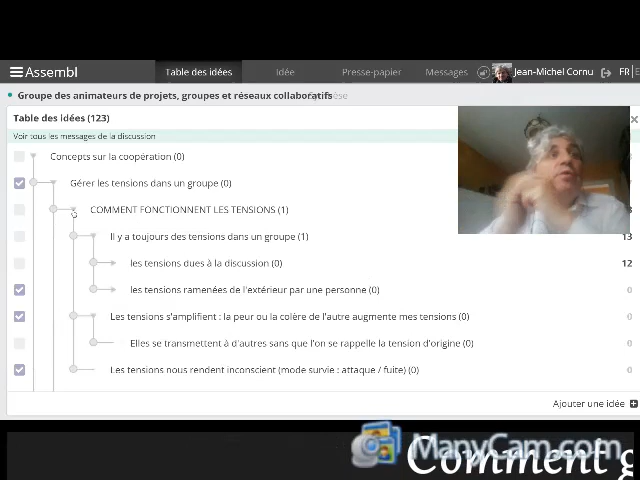 Assembl Table des idées Idée Presse-papier Messages Jean-Michel Cornu FR
Groupe des animateurs de projets, groupes et réseaux collaboratifs
Table des idées (123)
Voir tous les messages de la discussion
Concepts sur la coopération (0)
Gérer les tensions dans un groupe (0)
COMMENT FONCTIONNENT LES TENSIONS (1)
Il y a toujours des tensions dans un groupe (1) 13
les tensions dues à la discussion (0) 12
les tensions ramenées de l'extérieur par une personne (0) 0
Les tensions s'amplifient : la peur ou la colère de l'autre augmente mes tensions (0) 0
Elles se transmettent à d'autres sans que l'on se rappelle la tension d'origine (0) 0
Les tensions nous rendent inconscient (mode survie : attaque / fuite) (0) 0
Ajouter une idée
ManyCam.com
Comment g